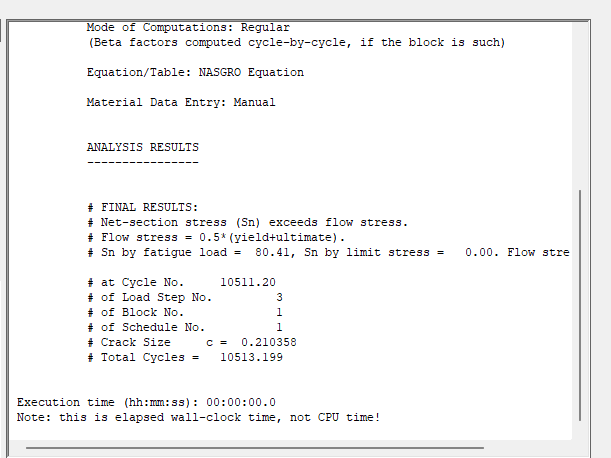 Mode of Computations: Regular
(Beta factors computed cycle-by-cycle, if the block is such)
Equation/Table: NASGRO Equation
Material Data Entry: Manual
ANALYSIS RESULTS
----------------
# FINAL RESULTS:
# Net-section stress (Sn) exceeds flow stress.
# Flow stress = 0.5*(yield+ultimate).
# Sn by fatigue load = 80.41, Sn by limit stress = 0.00. Flow stre
# at Cycle No. 10511.20
# of Load Step No. 3
# of Block No. 1
# of Schedule No. 1
# Crack Size c = 0.210358
# Total Cycles = 10513.199
Execution time (hh:mm:ss): 00:00:00.0
Note: this is elapsed wall-clock time, not CPU time!